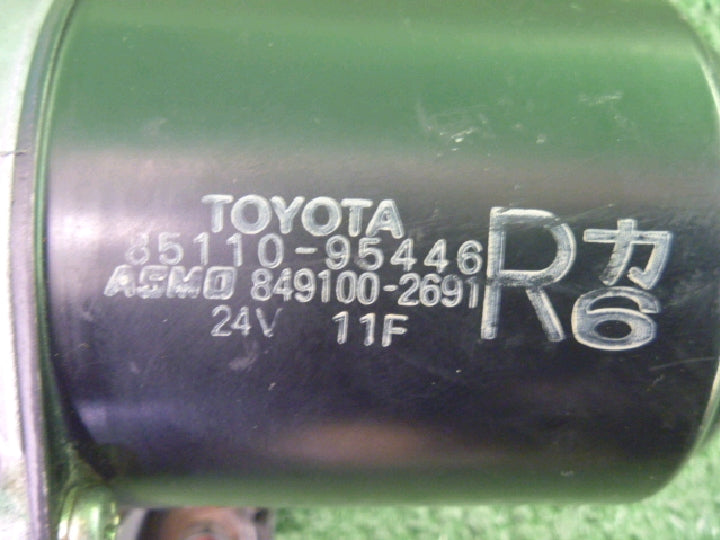 TOYOTA
85110-95446
ASMO 849100-2691
24V 11F
R
カ
6